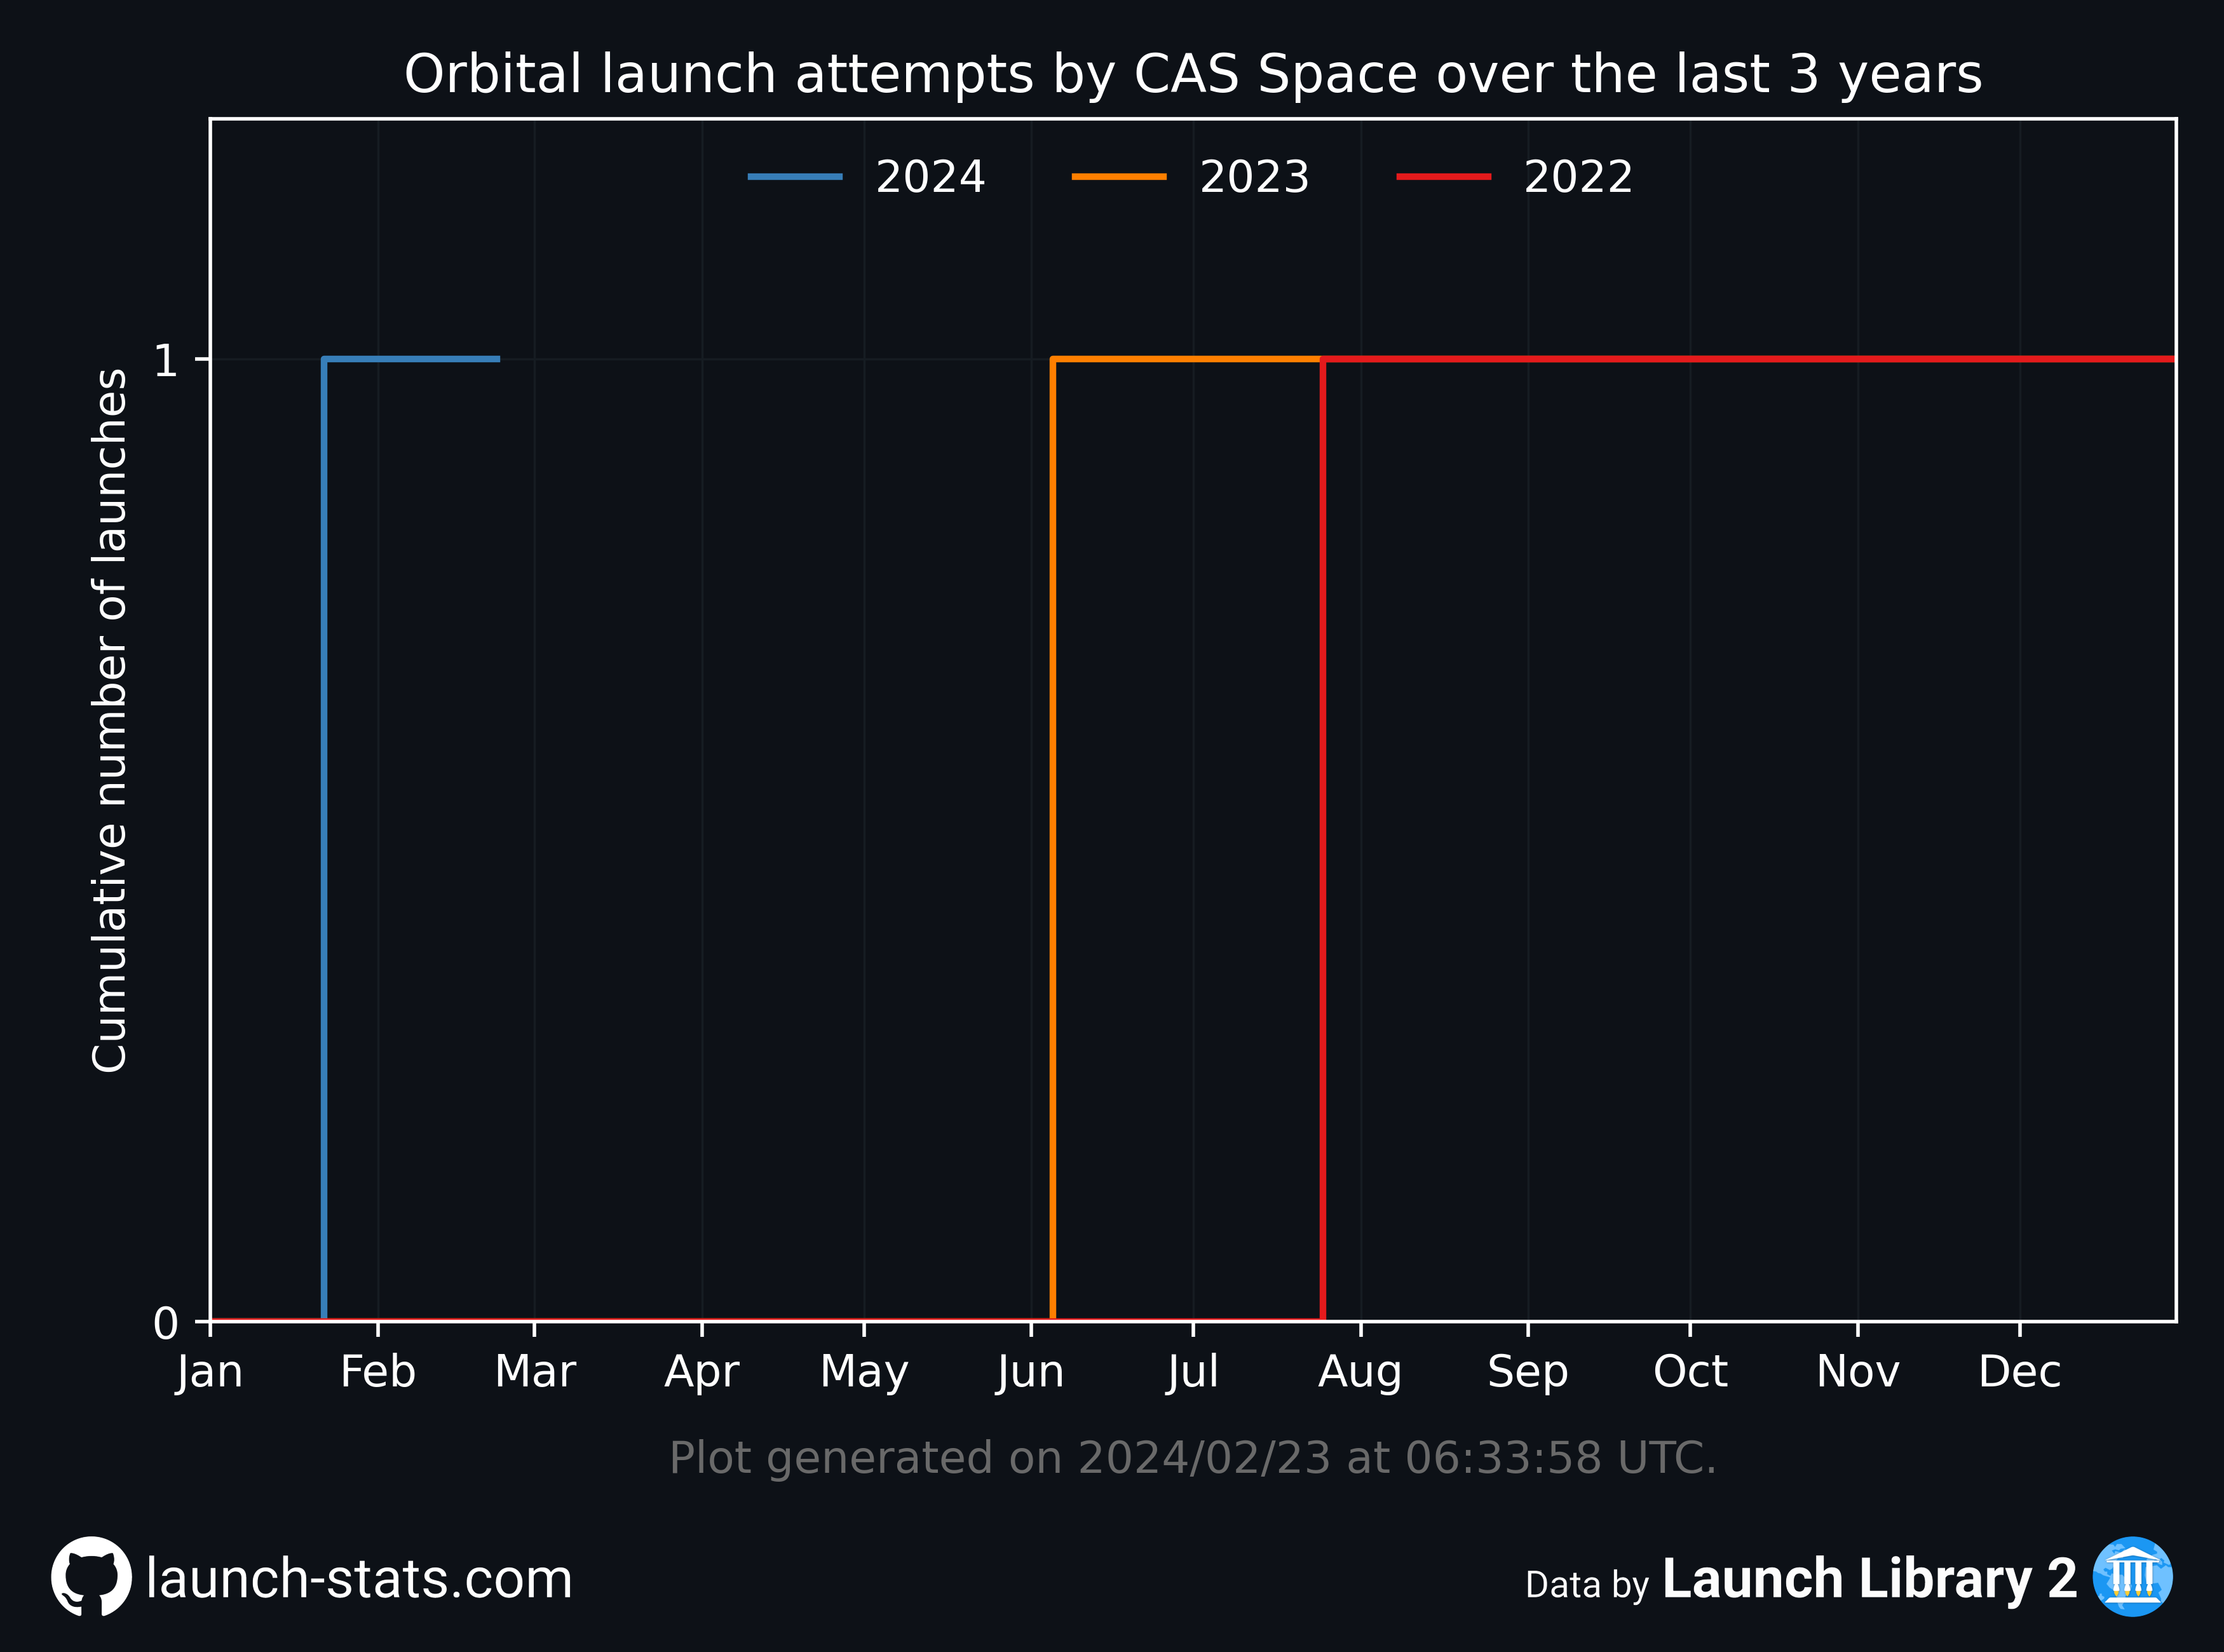 Orbital launch attempts by CAS Space over the last 3 years
2024 2023 2022
Cumulative number of launches
1
0
Jan Feb Mar Apr May Jun Jul Aug Sep Oct Nov Dec
Plot generated on 2024/02/23 at 06:33:58 UTC.
launch-stats.com
Data by Launch Library 2